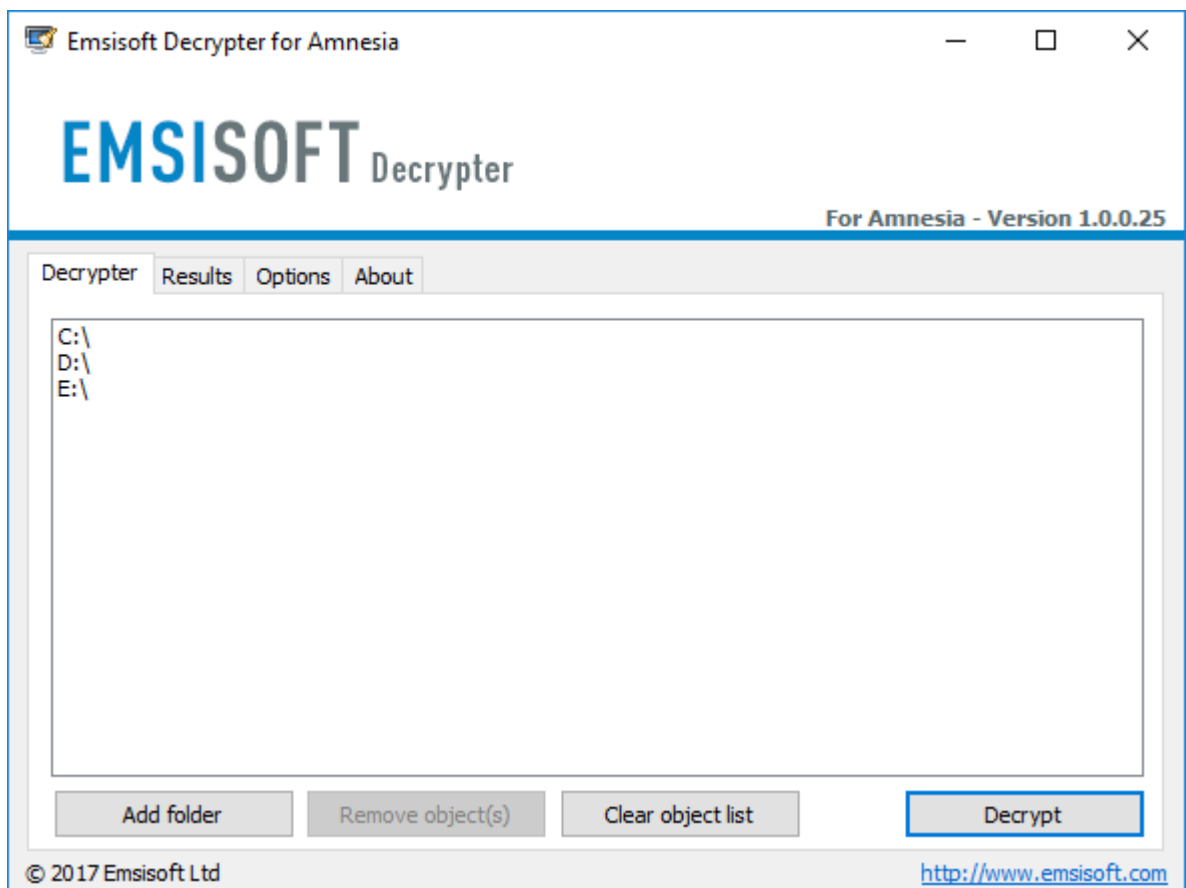 Emsisoft Decrypter for Amnesia
EMSISOFT Decrypter
For Amnesia - Version 1.0.0.25
Decrypter Results Options About
C:\
D:\
E:\
Add folder Remove object(s) Clear object list Decrypt
© 2017 Emsisoft Ltd http://www.emsisoft.com